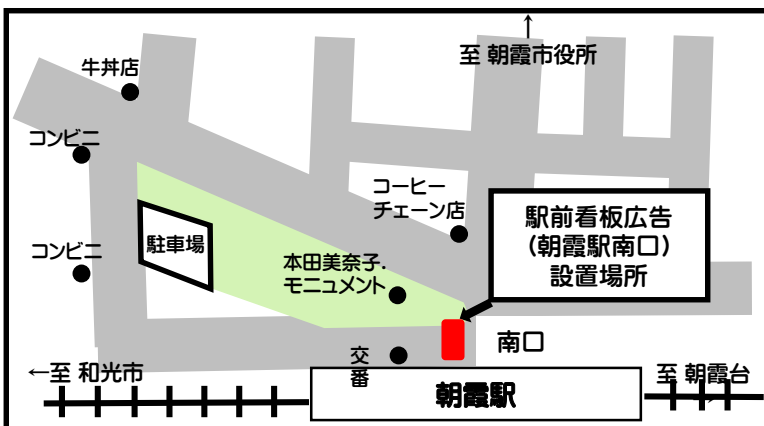 ↑
至 朝霞市役所
牛丼店
コンビニ
コーヒー
チェーン店
駅前看板広告
(朝霞駅南口)
設置場所
駐車場
コンビニ
本田美奈子.
モニュメント
南口
交
番
←至 和光市
至 朝霞台
朝霞駅